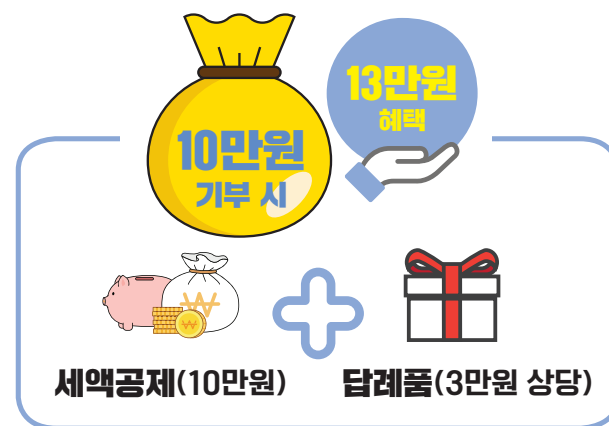 10만원
기부 시
13만원
혜택
세액공제(10만원)
답례품(3만원 상당)